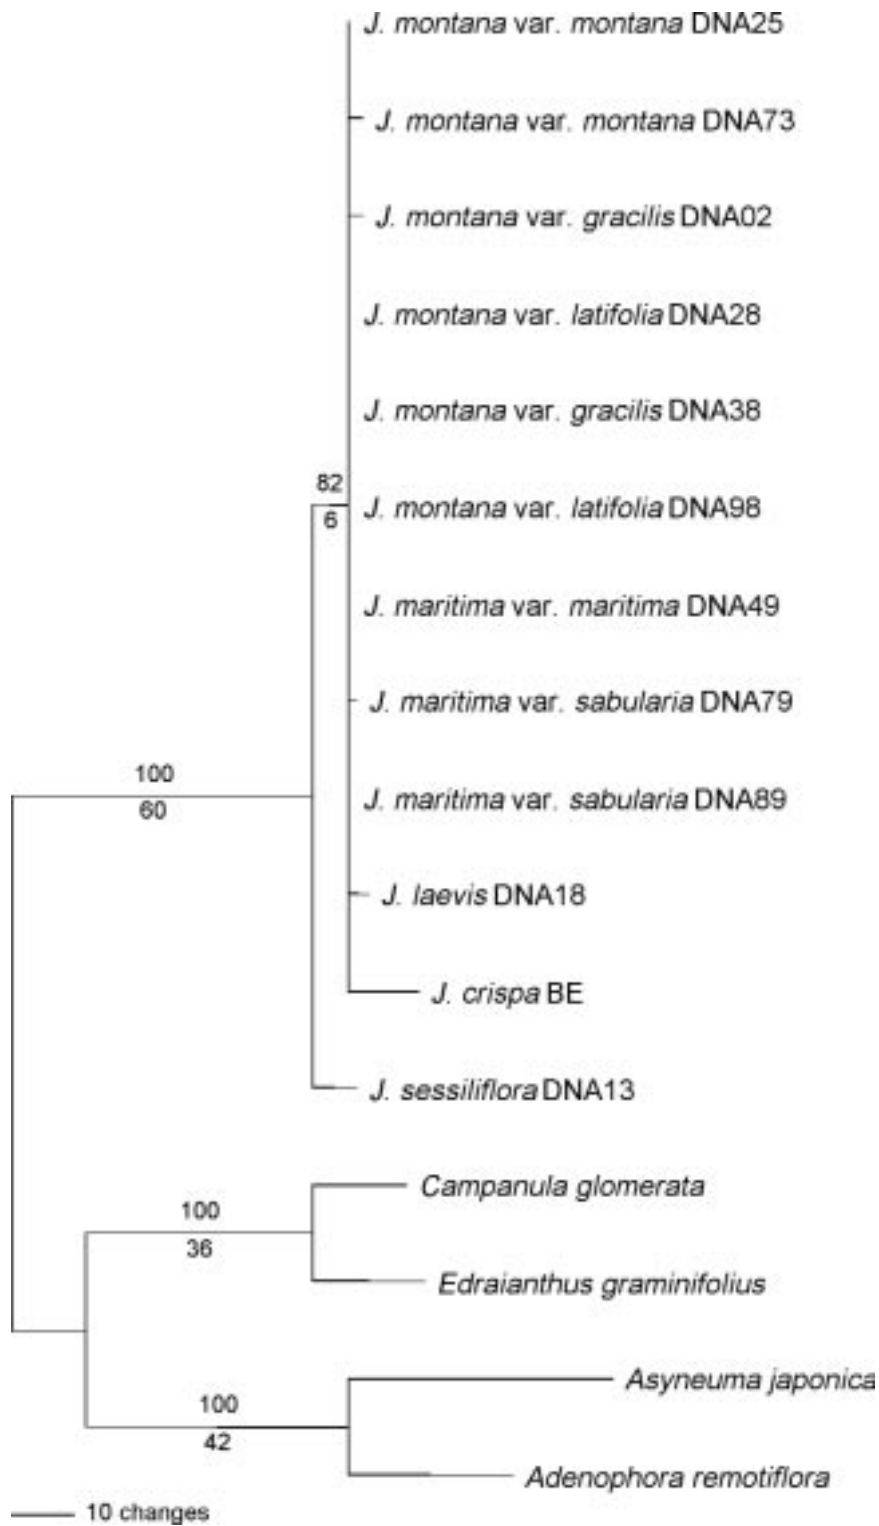 J. montana var. montana DNA25
J. montana var. montana DNA73
J. montana var. gracilis DNA02
J. montana var. latifolia DNA28
J. montana var. gracilis DNA38
82
J. montana var. latifolia DNA98
6
J. maritima var. maritima DNA49
J. maritima var. sabularia DNA79
100
J. maritima var. sabularia DNA89
60
J. laevis DNA18
J. crispa BE
J. sessiliflora DNA13
Campanula glomerata
100
36
Edraianthus graminifolius
Asyneuma japonica
100
42
Adenophora remotiflora
10 changes